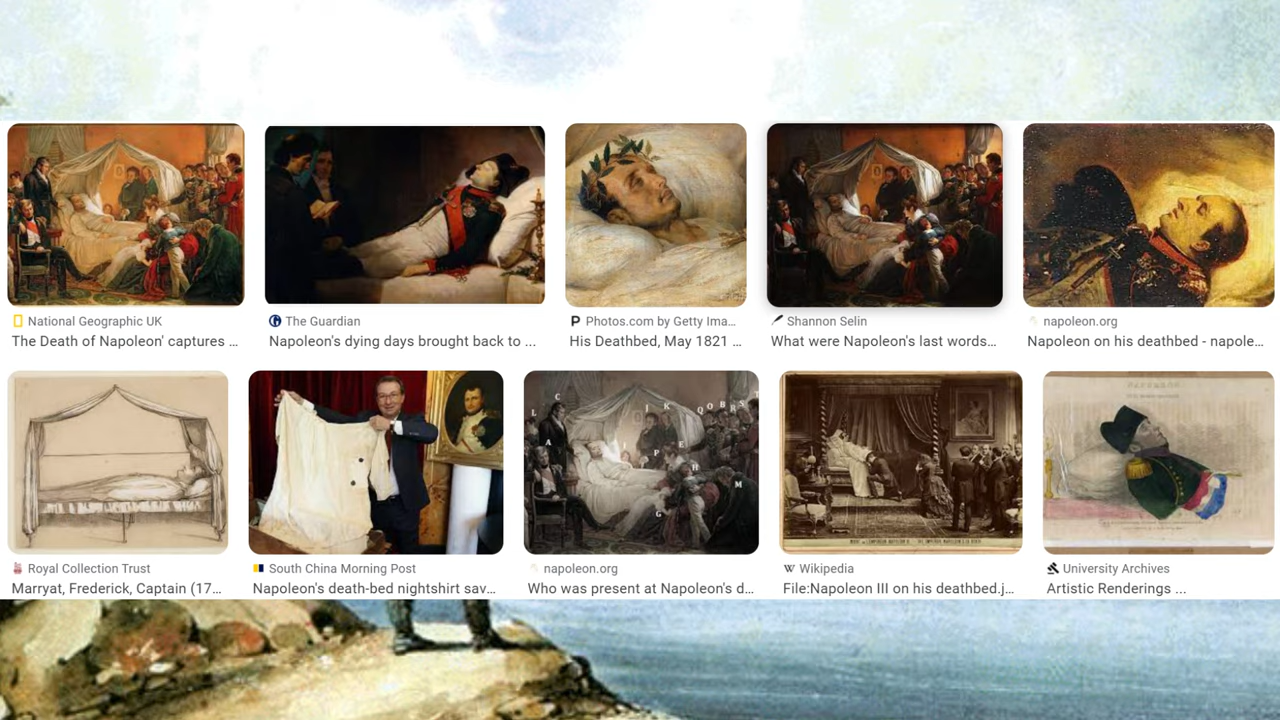 National Geographic UK
The Death of Napoleon' captures ...
The Guardian
Napoleon's dying days brought back to ...
Photos.com by Getty Ima...
His Deathbed, May 1821 ...
Shannon Selin
What were Napoleon's last words...
napoleon.org
Napoleon on his deathbed - napole...
Royal Collection Trust
Marryat, Frederick, Captain (17...
South China Morning Post
Napoleon's death-bed nightshirt sav...
L
C
A
I
J
K
Q
O
B
R
S
E
F
H
M
G
napoleon.org
Who was present at Napoleon's d...
Wikipedia
File:Napoleon III on his deathbed.j...
NAPOLEON
University Archives
Artistic Renderings ...